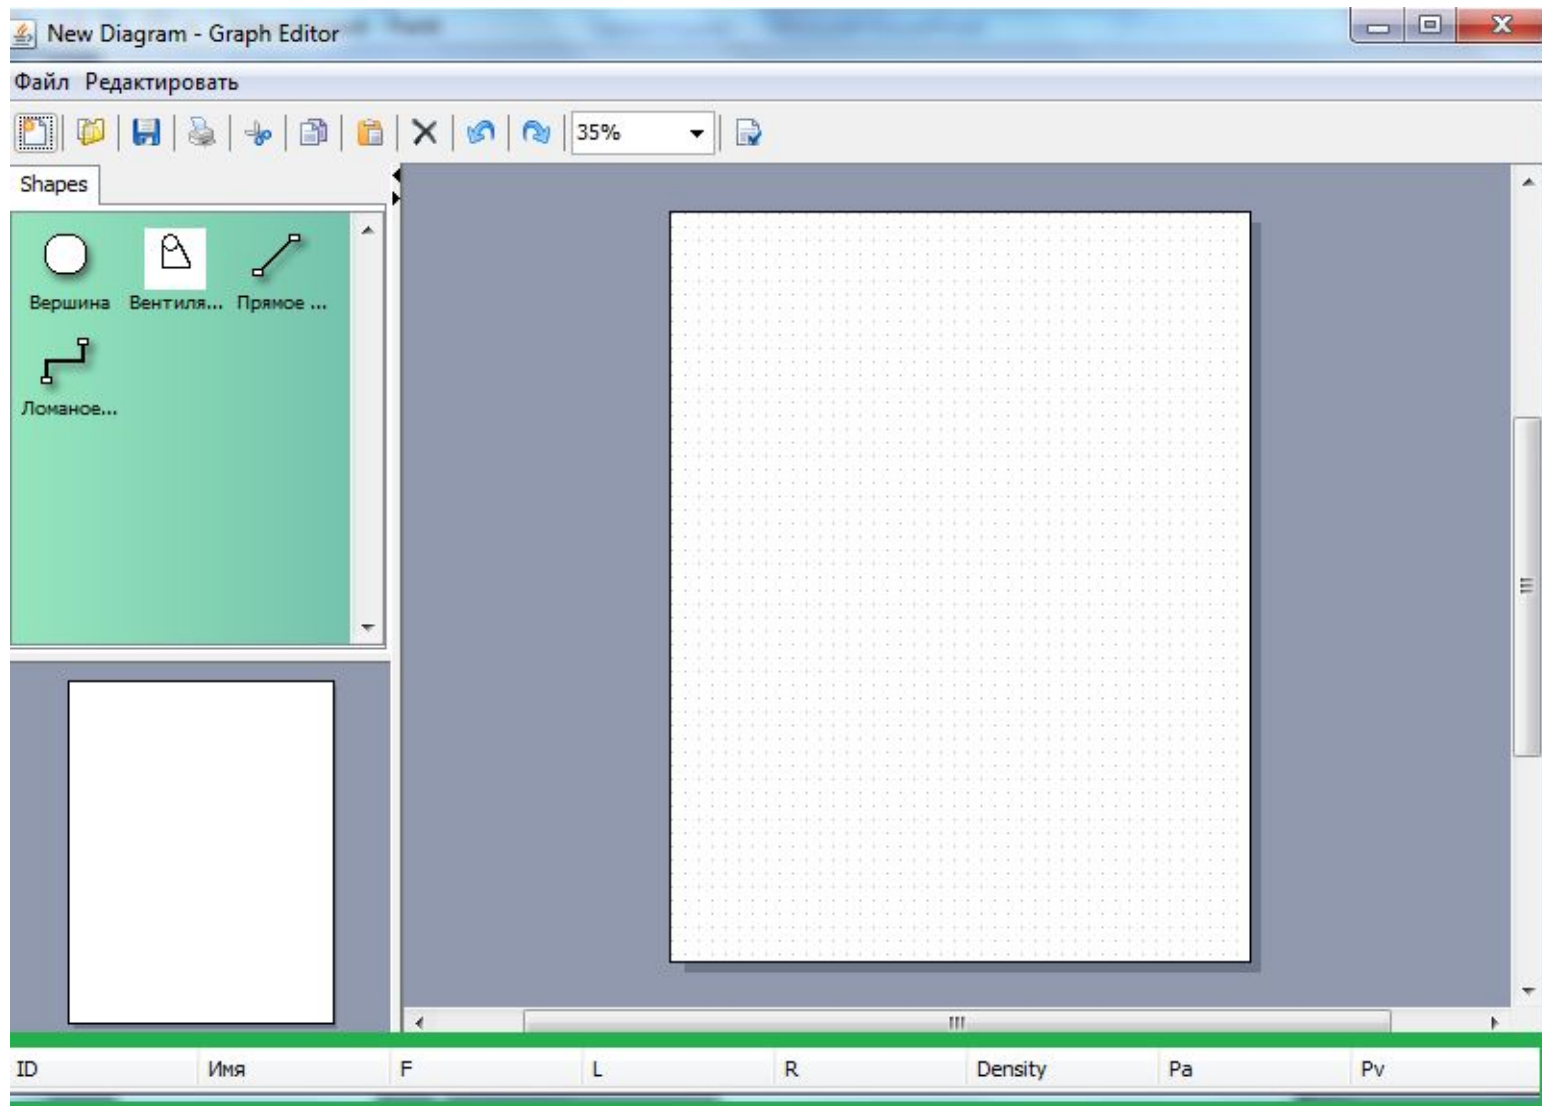 New Diagram - Graph Editor
Файл Редактировать
35%
Shapes
Вершина Вентиля... Прямое ...
Ломаное...
ID Имя F L R Density Pa Pv